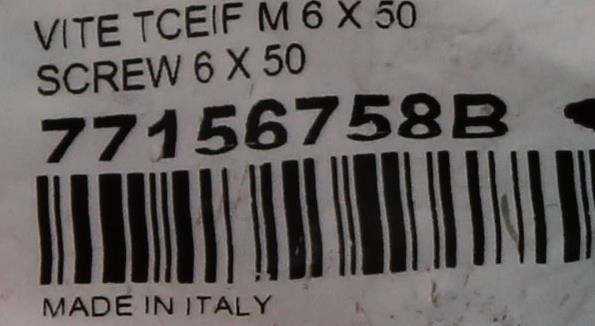 VITE TCEIF M 6 X 50
SCREW 6 X 50
77156758B
MADE IN ITALY